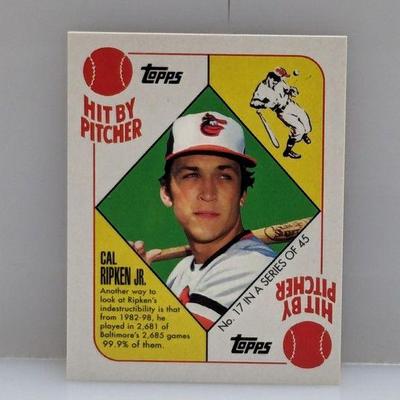 Topps
HIT BY
PITCHER
CAL
RIPKEN JR.
Another way to
look at Ripken's
indestructibility is that
from 1982-98, he
played in 2,681 of
Baltimore's 2,685 games
99.9% of them.
No. 17 IN A SERIES OF 45
HIT BY
PITCHER
Topps